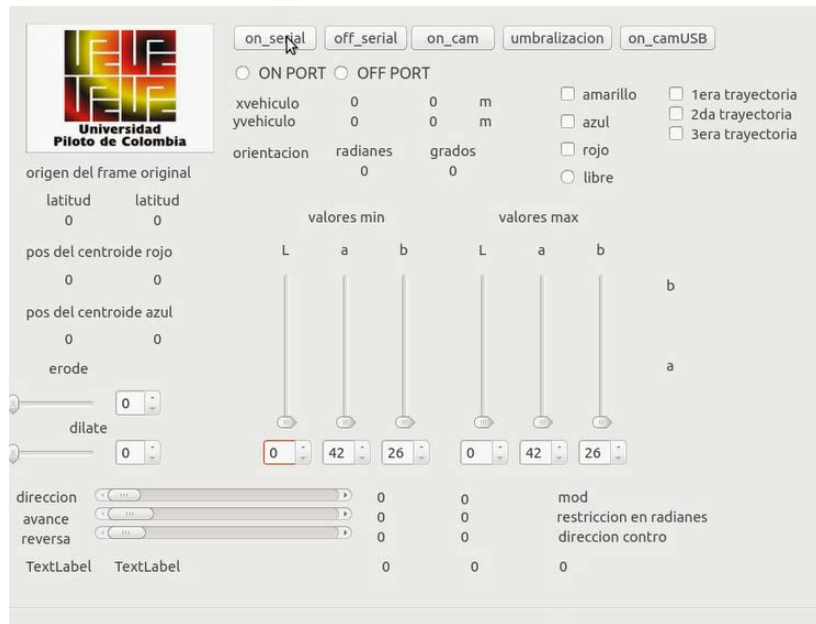 on_serial off_serial on_cam umbralizacion on_camUSB
ON PORT OFF PORT
Universidad
Piloto de Colombia
xvehiculo 0 0 m
yvehiculo 0 0 m
orientacion radianes grados
0 0
amarillo
azul
rojo
libre
1era trayectoria
2da trayectoria
3era trayectoria
origen del frame original
latitud latitud
0 0
pos del centroide rojo
0 0
pos del centroide azul
0 0
erode
0
dilate
0
valores min valores max
L a b L a b
b
a
0 42 26 0 42 26
direccion 0 0 mod
avance 0 0 restriccion en radianes
reversa 0 0 direccion contro
TextLabel TextLabel 0 0 0